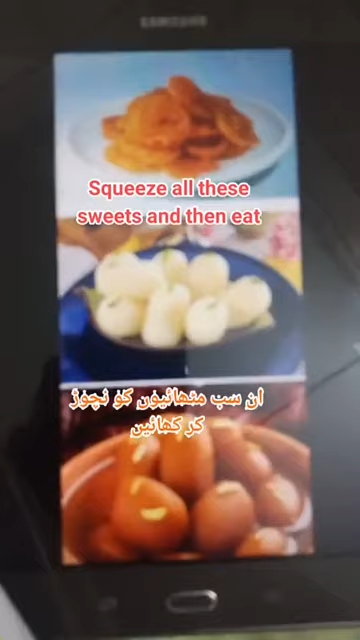 SAMSUNG
Squeeze all these
sweets and then eat
ان سب مٹھائیوں کو نچوڑ
کر کھائیں